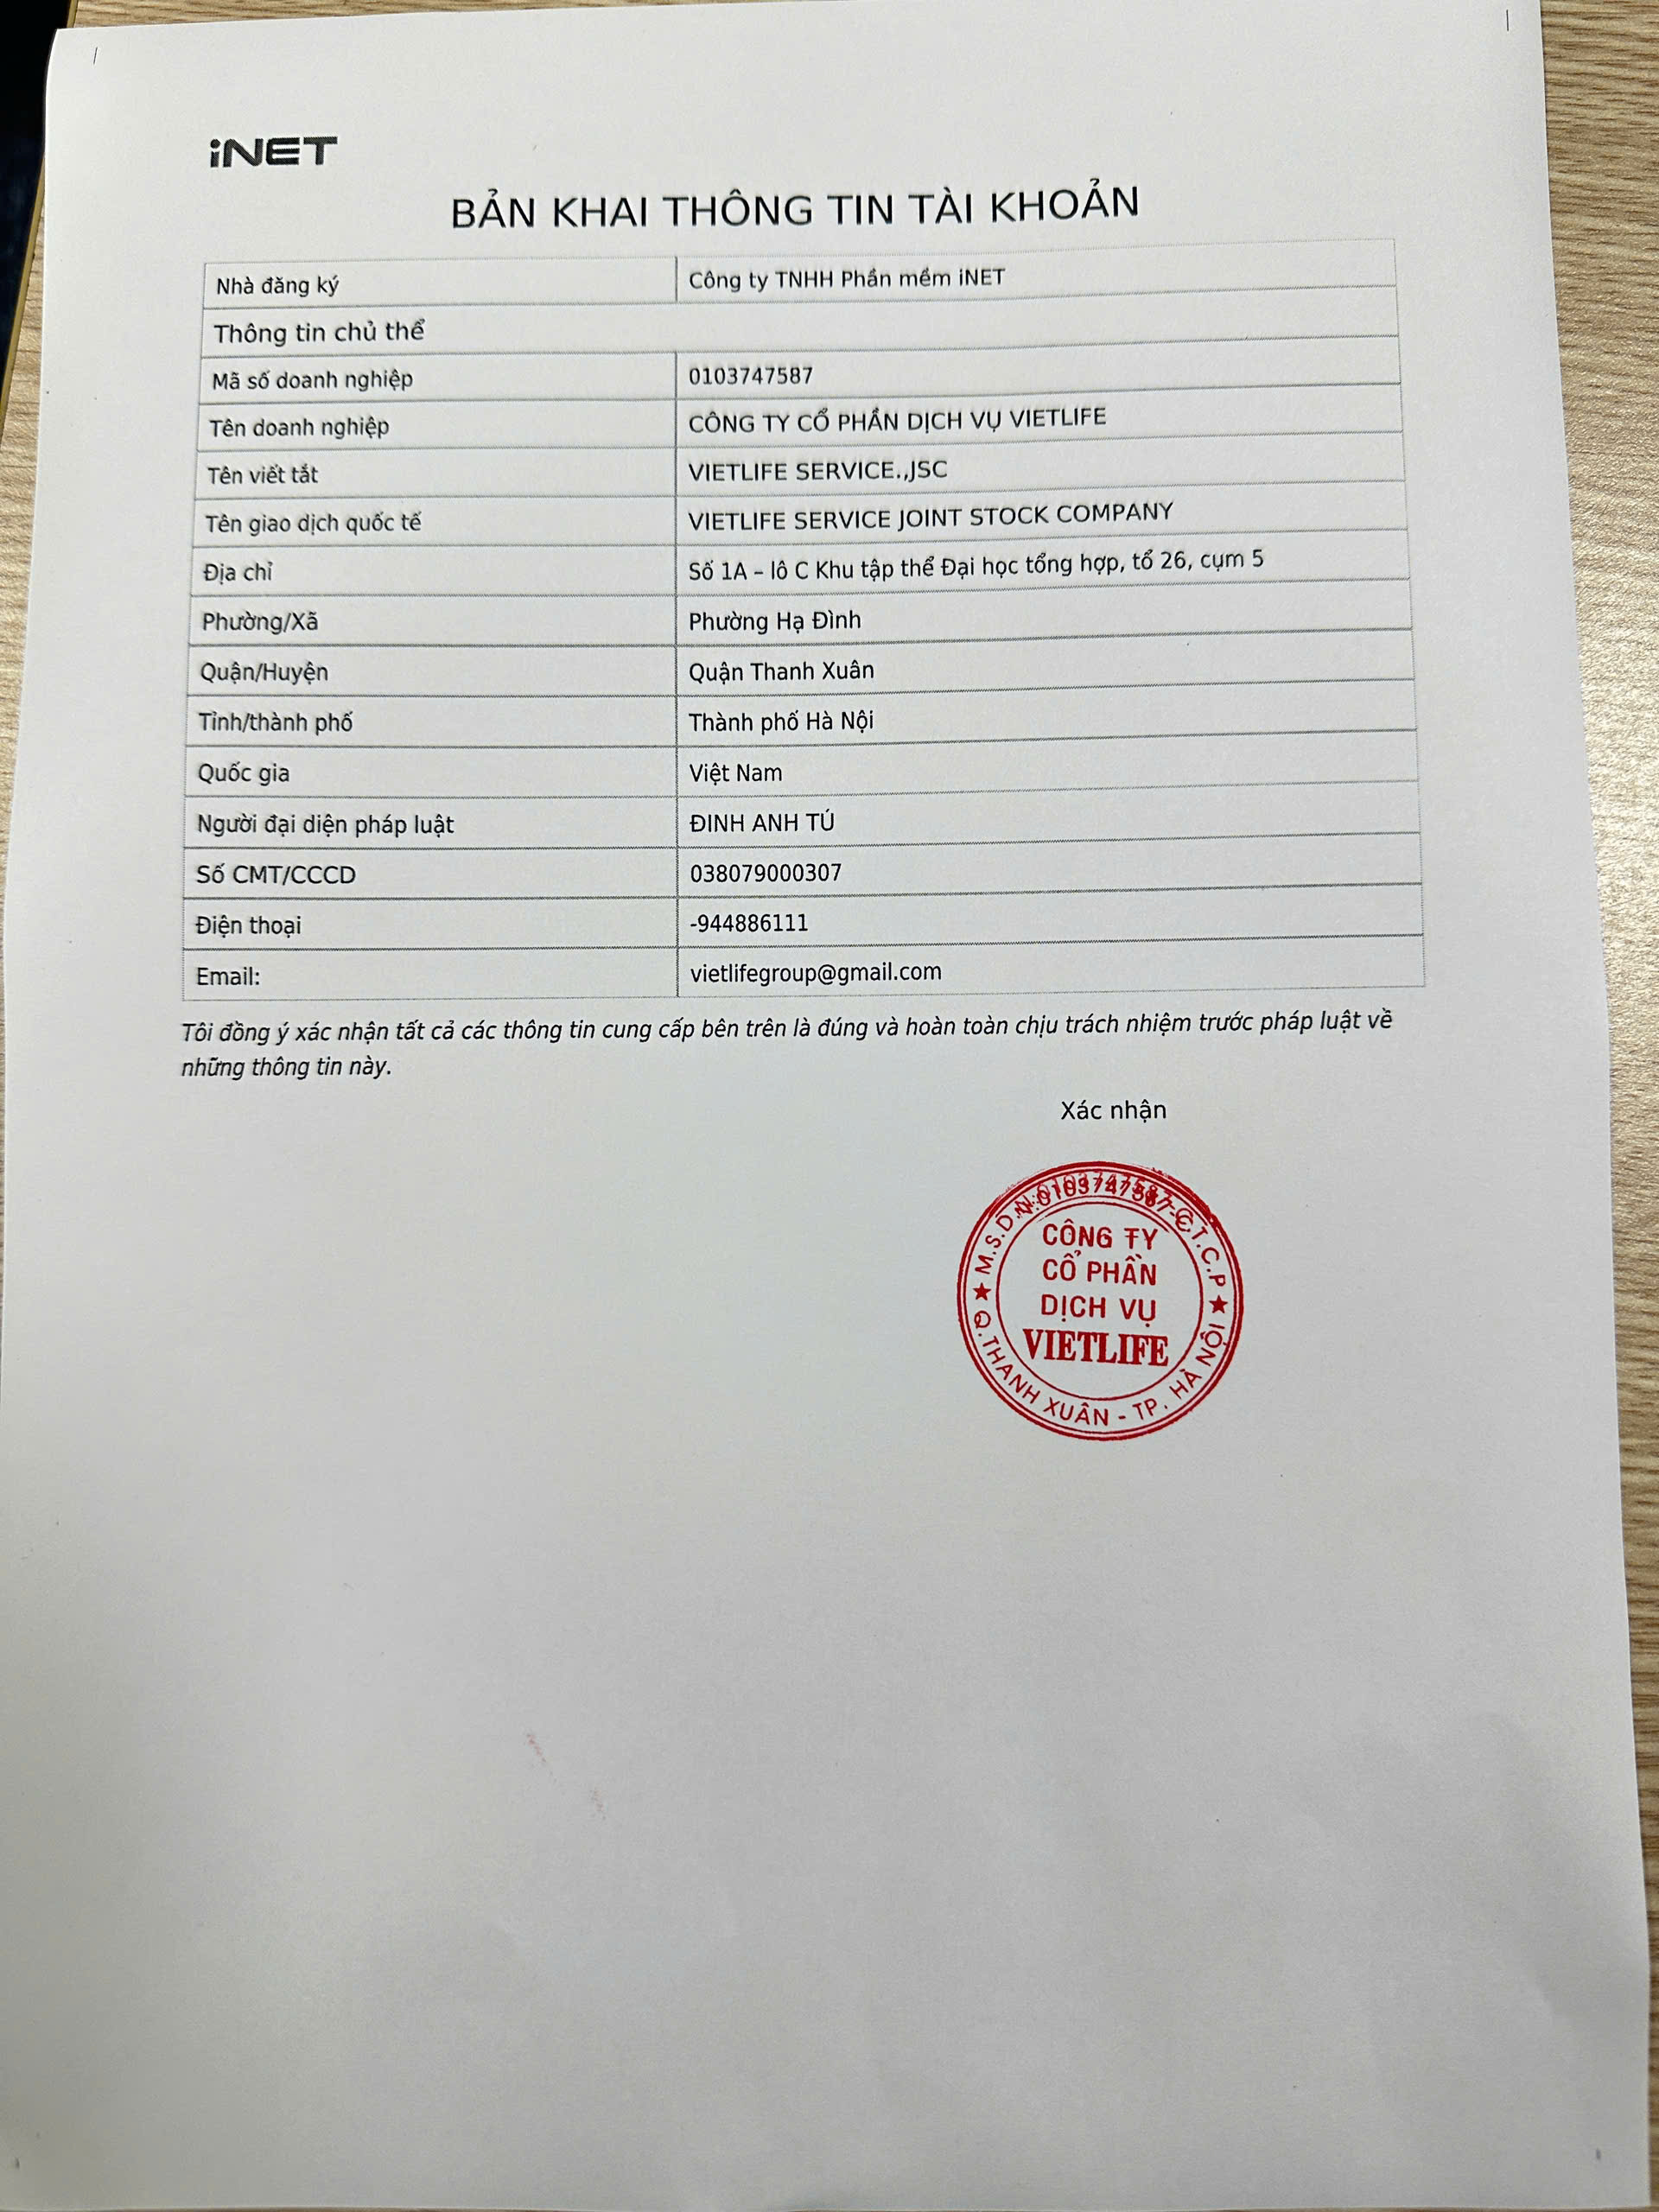 iNET
BẢN KHAI THÔNG TIN TÀI KHOẢN
Nhà đăng ký Công ty TNHH Phần mềm iNET
Thông tin chủ thể
Mã số doanh nghiệp 0103747587
Tên doanh nghiệp CÔNG TY CỔ PHẦN DỊCH VỤ VIETLIFE
Tên viết tắt VIETLIFE SERVICE.,JSC
Tên giao dịch quốc tế VIETLIFE SERVICE JOINT STOCK COMPANY
Địa chỉ Số 1A – lô C Khu tập thể Đại học tổng hợp, tổ 26, cụm 5
Phường/Xã Phường Hạ Đình
Quận/Huyện Quận Thanh Xuân
Tỉnh/thành phố Thành phố Hà Nội
Quốc gia Việt Nam
Người đại diện pháp luật ĐINH ANH TÚ
Số CMT/CCCD 038079000307
Điện thoại -944886111
Email: vietlifegroup@gmail.com
Tôi đồng ý xác nhận tất cả các thông tin cung cấp bên trên là đúng và hoàn toàn chịu trách nhiệm trước pháp luật về
những thông tin này.
Xác nhận
M.S.D.N:0103747587-C.T.C.P
CÔNG TY
CỔ PHẦN
DỊCH VỤ
VIETLIFE
Q.THANH XUÂN - TP. HÀ NỘI